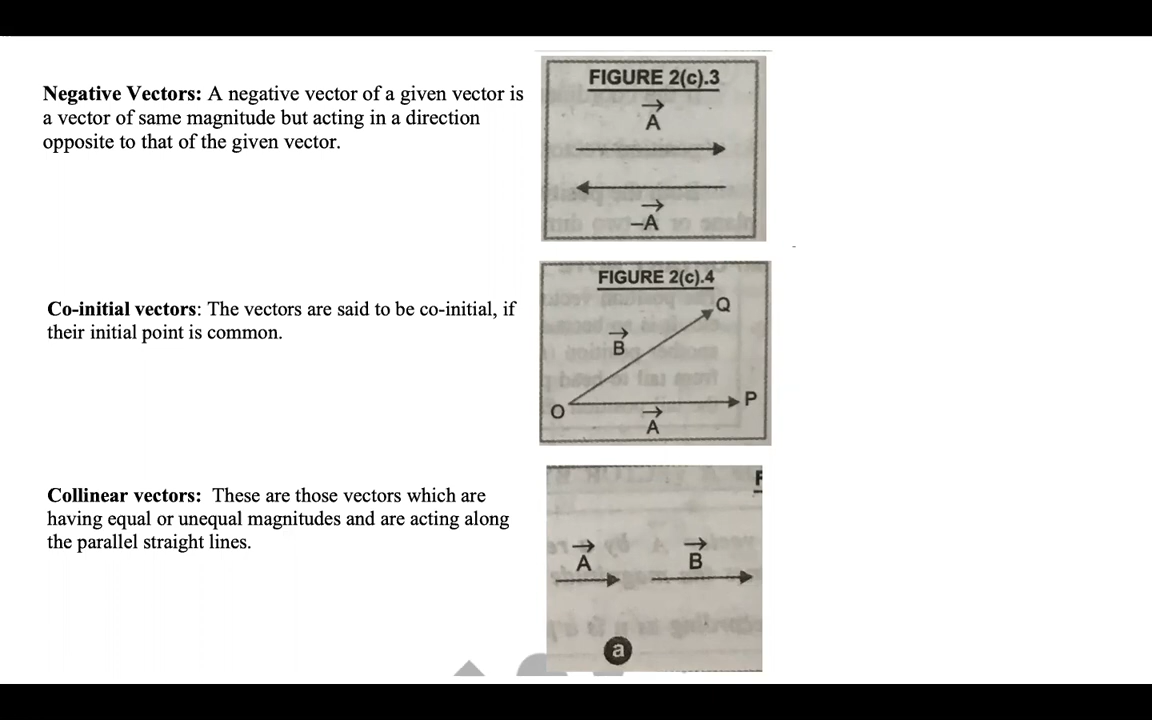 Negative Vectors: A negative vector of a given vector is
a vector of same magnitude but acting in a direction
opposite to that of the given vector.
FIGURE 2(c).3
A
–A
Co-initial vectors: The vectors are said to be co-initial, if
their initial point is common.
FIGURE 2(c).4
Q
B
O
P
A
Collinear vectors: These are those vectors which are
having equal or unequal magnitudes and are acting along
the parallel straight lines.
A
B
a